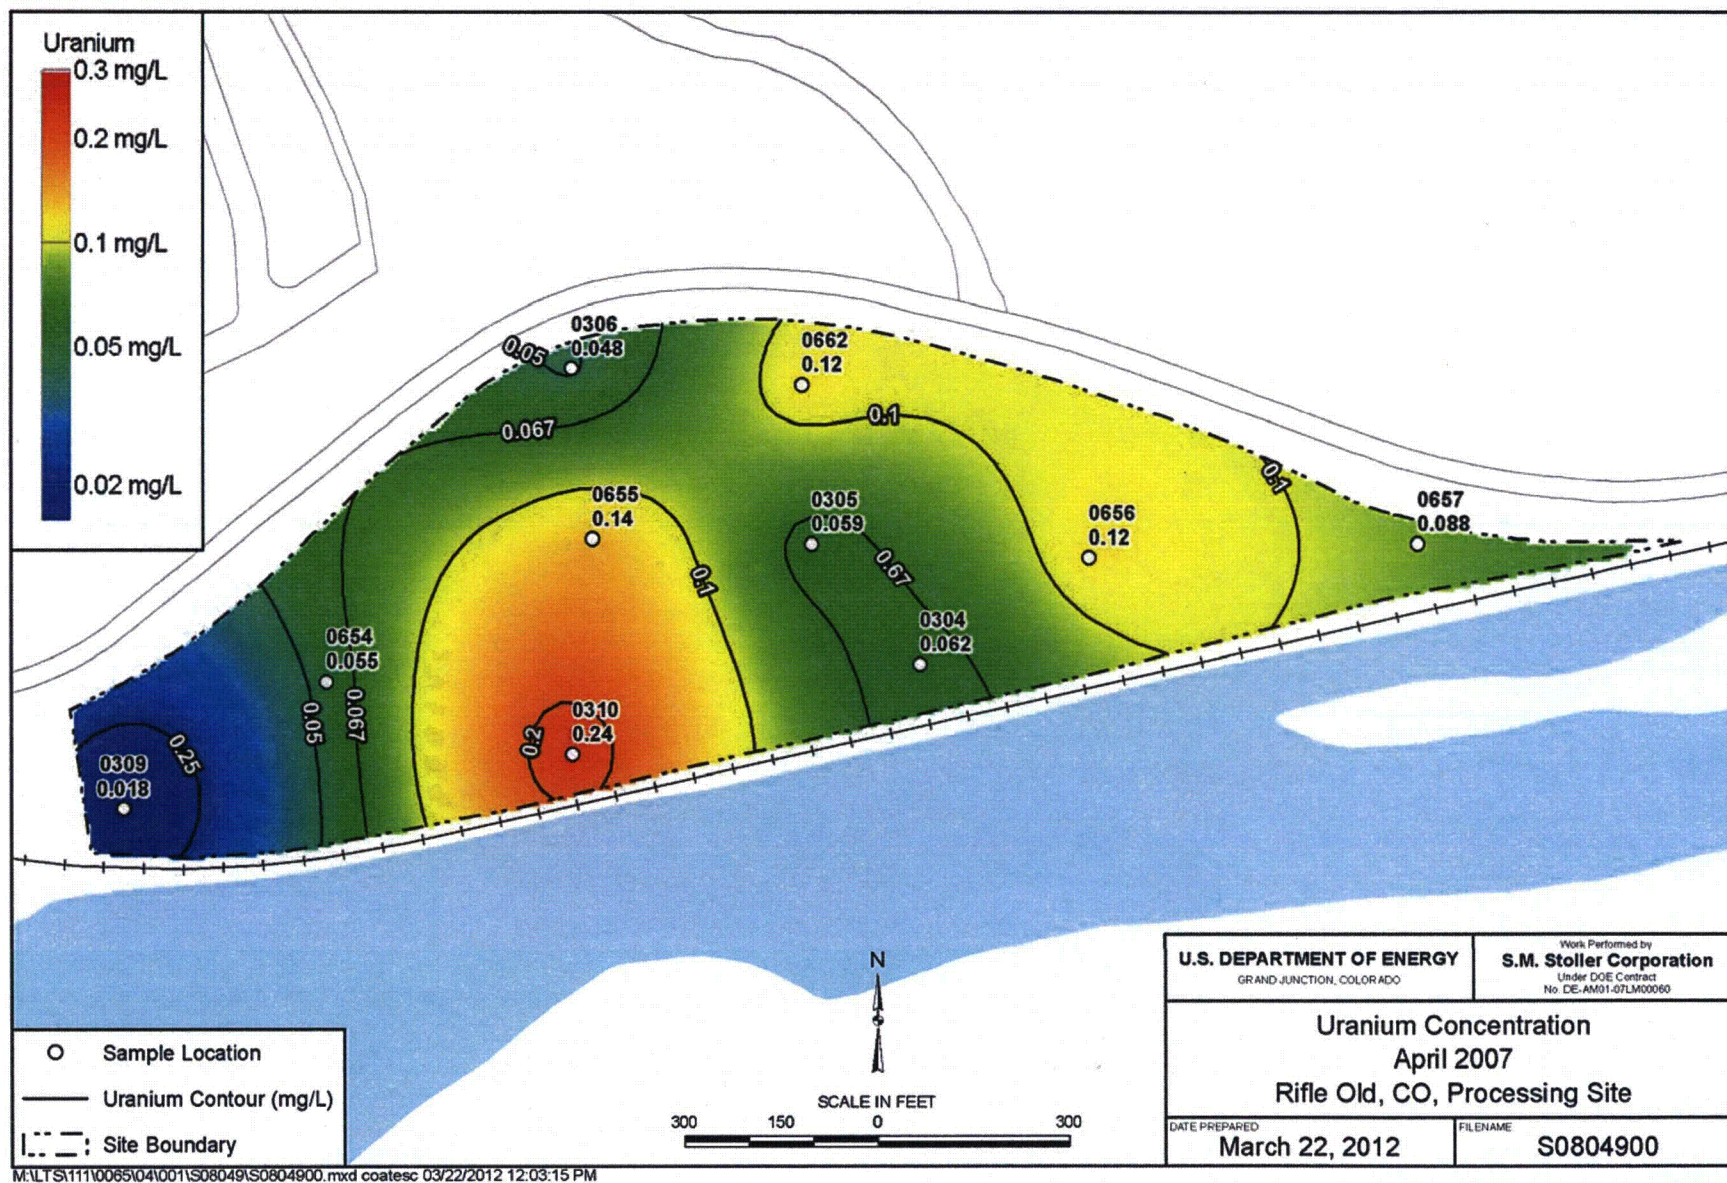 Uranium
0.3 mg/L
0.2 mg/L
0.1 mg/L
0.05 mg/L
0.02 mg/L
0306
0.048
0.05
0662
0.12
0.067
0.1
0.1
0655
0.14
0305
0.059
0656
0.12
0657
0.088
0.1
0.67
0304
0.062
0654
0.055
0.05
0.067
0310
0.24
0.2
0309
0.018
0.25
N
SCALE IN FEET
300 150 0 300
Sample Location
Uranium Contour (mg/L)
Site Boundary
U.S. DEPARTMENT OF ENERGY
GRAND JUNCTION, COLORADO
Work Performed by
S.M. Stoller Corporation
Under DOE Contract
No. DE-AM01-07LM00060
Uranium Concentration
April 2007
Rifle Old, CO, Processing Site
DATE PREPARED
March 22, 2012
FILENAME
S0804900
M:\LTS\111\0065\04\001\S08049\S0804900.mxd coatesc 03/22/2012 12:03:15 PM